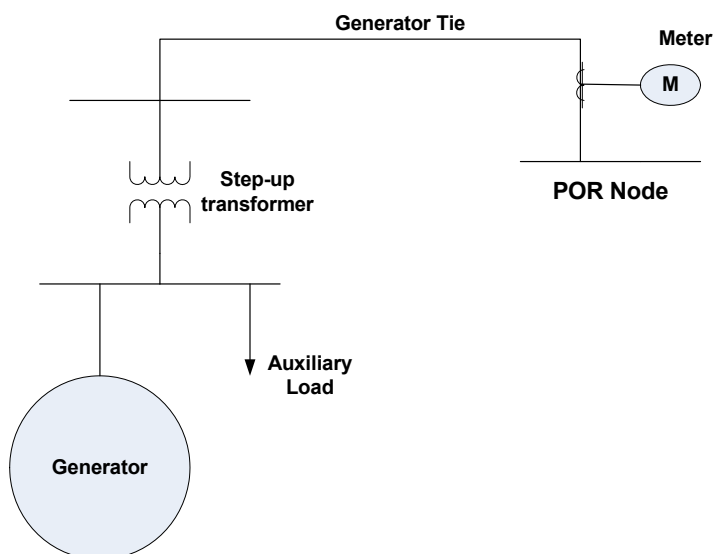 Generator Tie
Meter
M
POR Node
Step-up
transformer
Auxiliary
Load
Generator